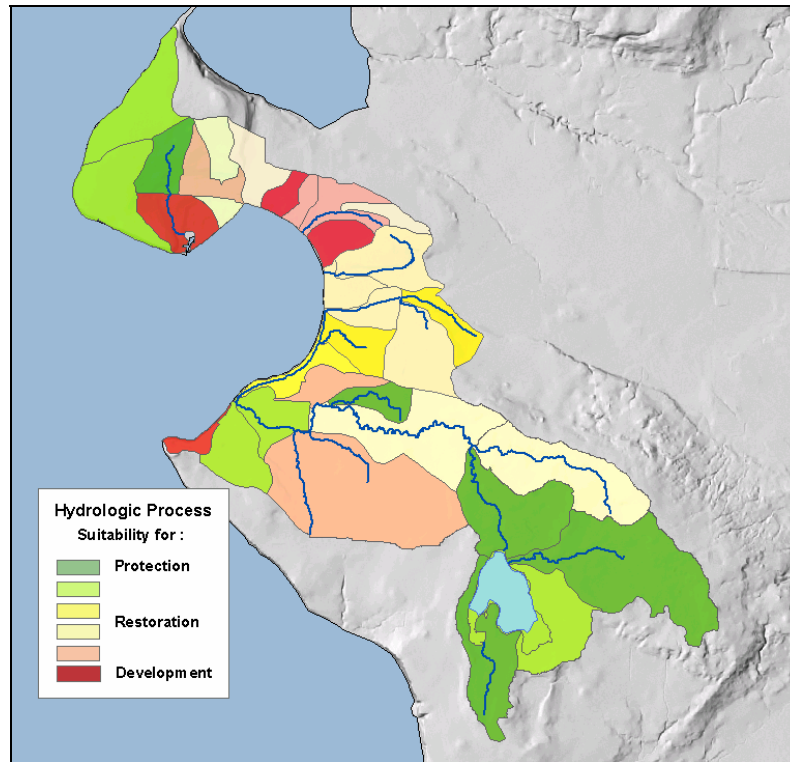 Hydrologic Process
Suitability for :
Protection
Restoration
Development